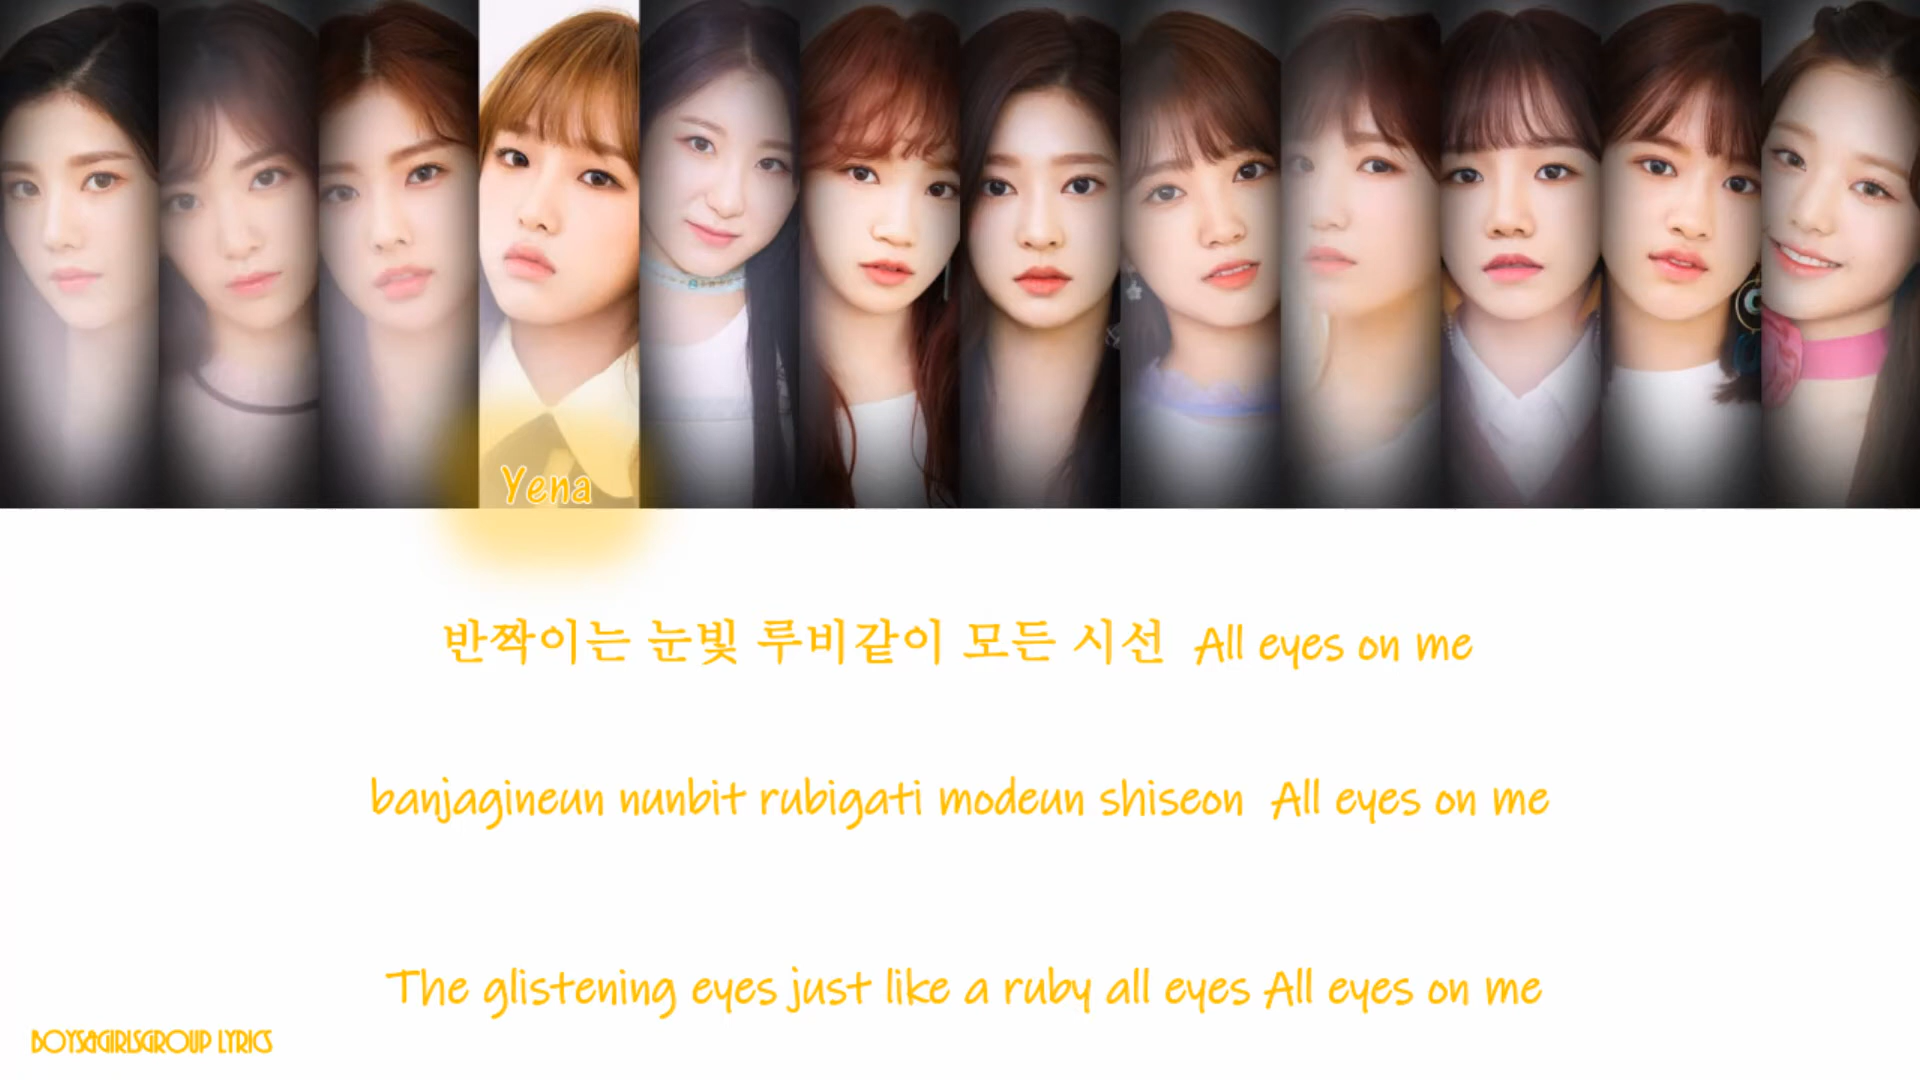 Yena
반짝이는 눈빛 루비같이 모든 시선 All eyes on me
banjagineun nunbit rubigati modeun shiseon All eyes on me
The glistening eyes just like a ruby all eyes All eyes on me
BOYS&GIRLSGROUP LYRICS